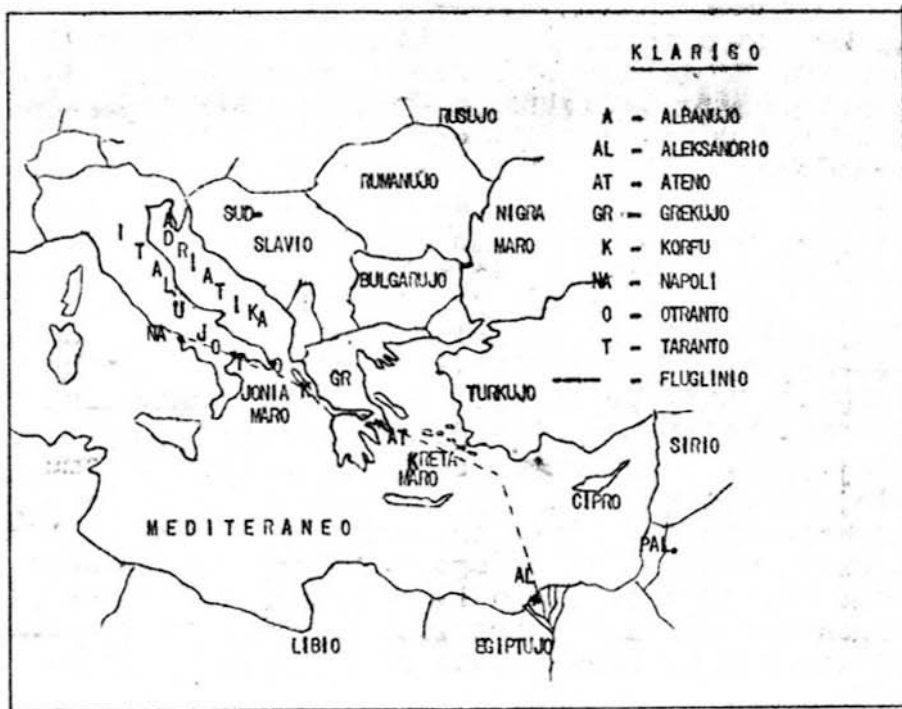 KLARIGO
A - ALBANUJO
AL - ALEKSANDRIO
AT - ATENO
GR - GREKUJO
K - KORFU
NA - NAPOLI
O - OTRANTO
T - TARANTO
- FLUGLINIO
RUSUJO
RUMANUJO
NIGRA
MARO
SUD-
SLAVIO
BULGARUJO
ITALUJO
ADRIATIKA
NA
T
O
K
GR
JONIA
MARO
TURKUJO
AT
KRETA
MARO
SIRIO
CIPRO
MEDITERANEO
PAL.
AL
LIBIO
EGIPTUJO